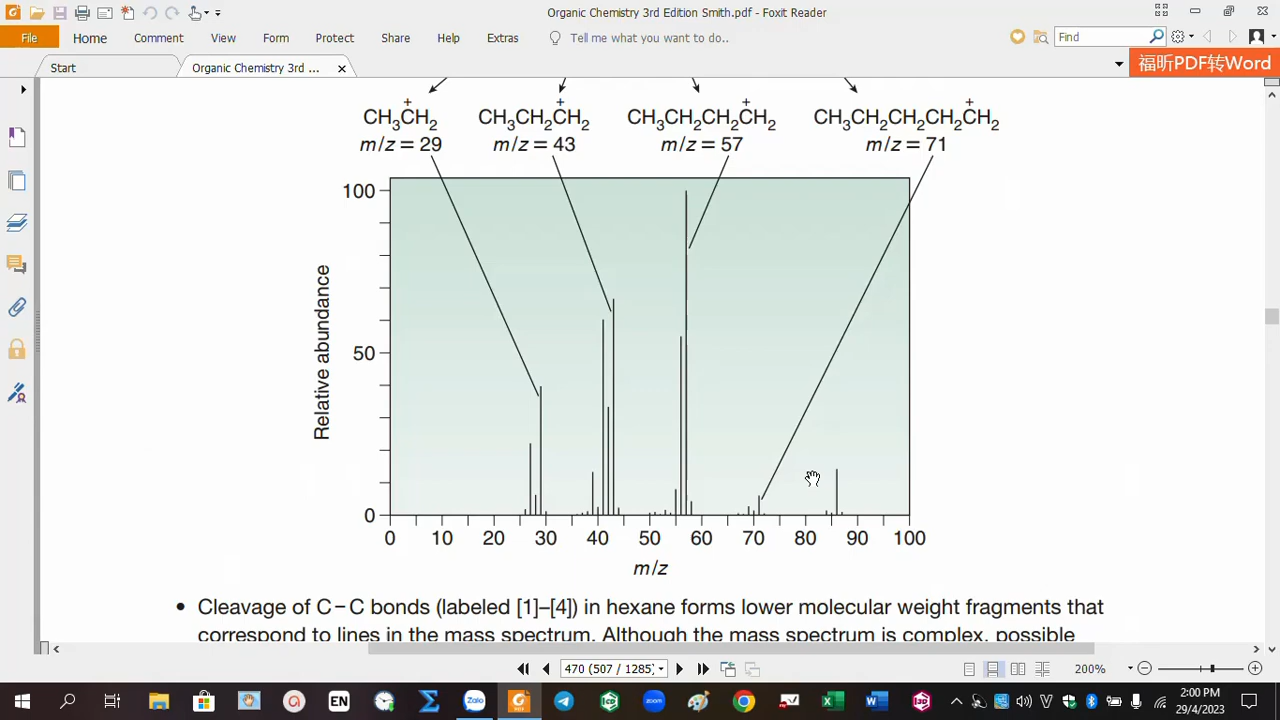 Organic Chemistry 3rd Edition Smith.pdf - Foxit Reader
File Home Comment View Form Protect Share Help Extras Tell me what you want to do.. Find
Start Organic Chemistry 3rd ... 福昕PDF转Word
+ + + +
CH3CH2 CH3CH2CH2 CH3CH2CH2CH2 CH3CH2CH2CH2CH2
m/z = 29 m/z = 43 m/z = 57 m/z = 71
100
50
0
Relative abundance
0 10 20 30 40 50 60 70 80 90 100
m/z
• Cleavage of C–C bonds (labeled [1]–[4]) in hexane forms lower molecular weight fragments that
correspond to lines in the mass spectrum. Although the mass spectrum is complex, possible
470 (507 / 1285) 200%
EN Zalo zoom
2:00 PM
29/4/2023